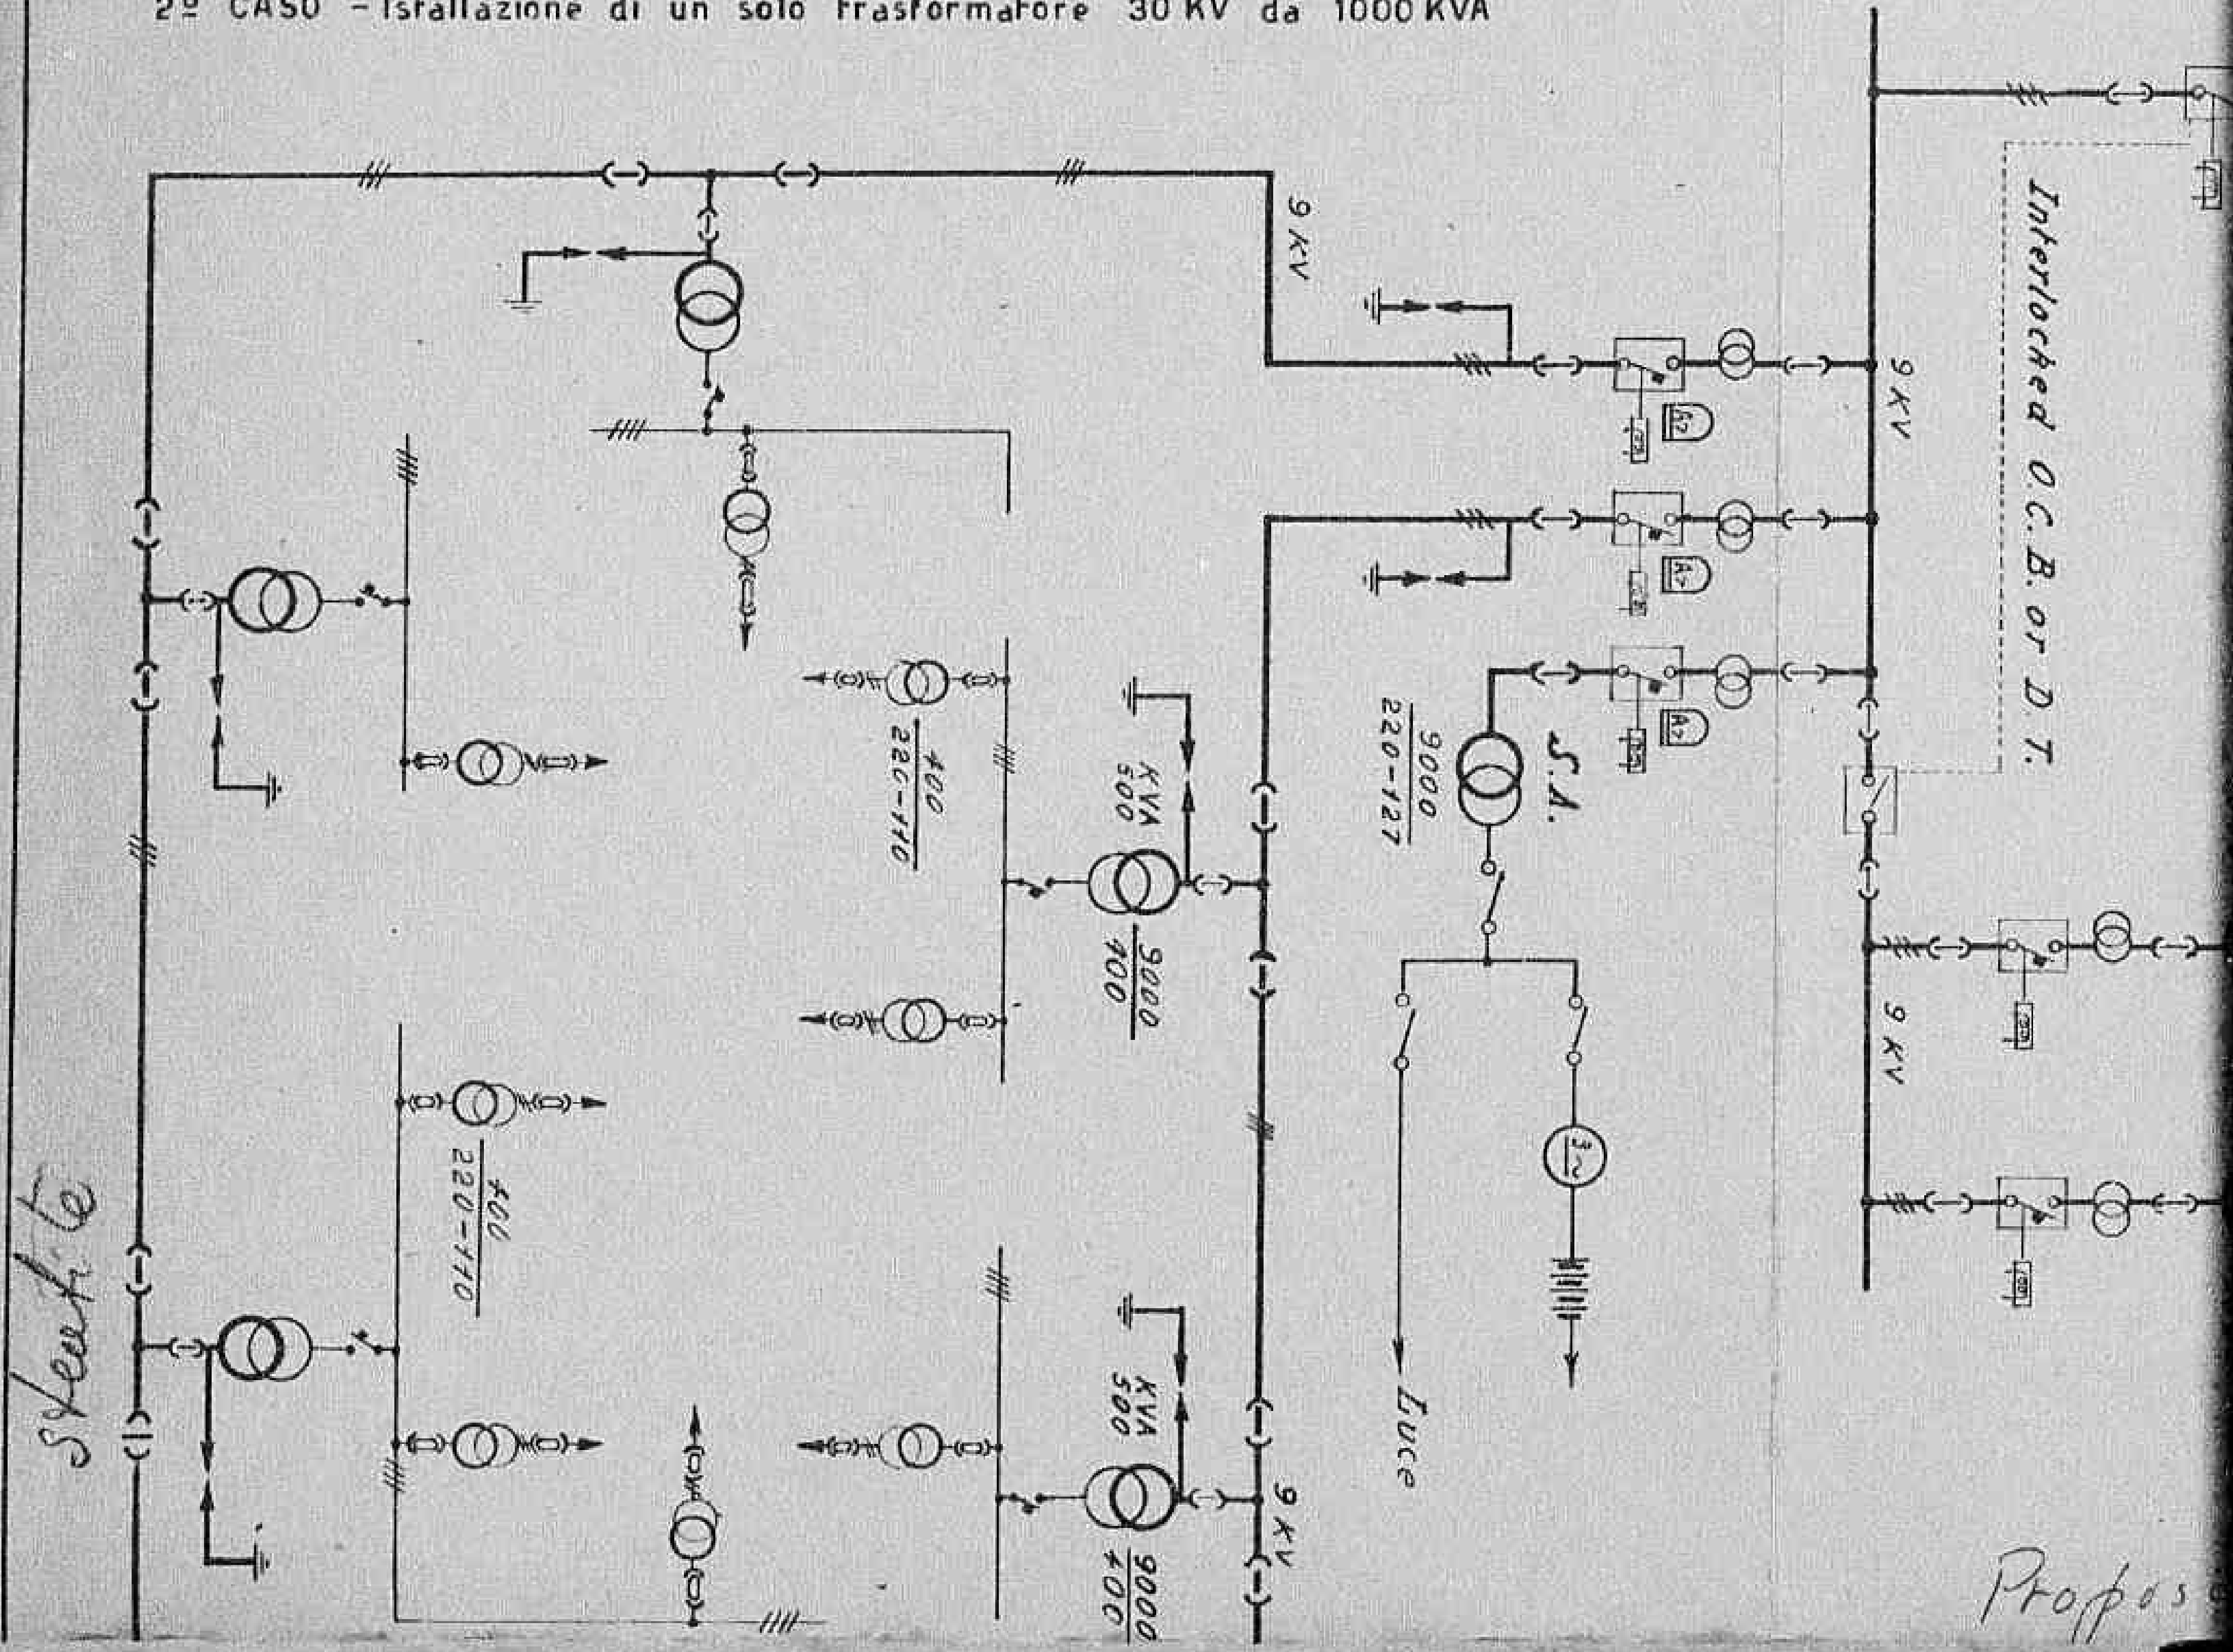 2º CASO - Istallazione di un solo trasformatore 30 KV da 1000 KVA
Interlocked O.C.B. or D.T.
9 KV
9 KV
9 KV
9 KV
A>
A>
S.A.
9000
220-127
3~
Luce
KVA
500
9000
400
400
220-110
KVA
500
9000
400
400
220-110
Propos